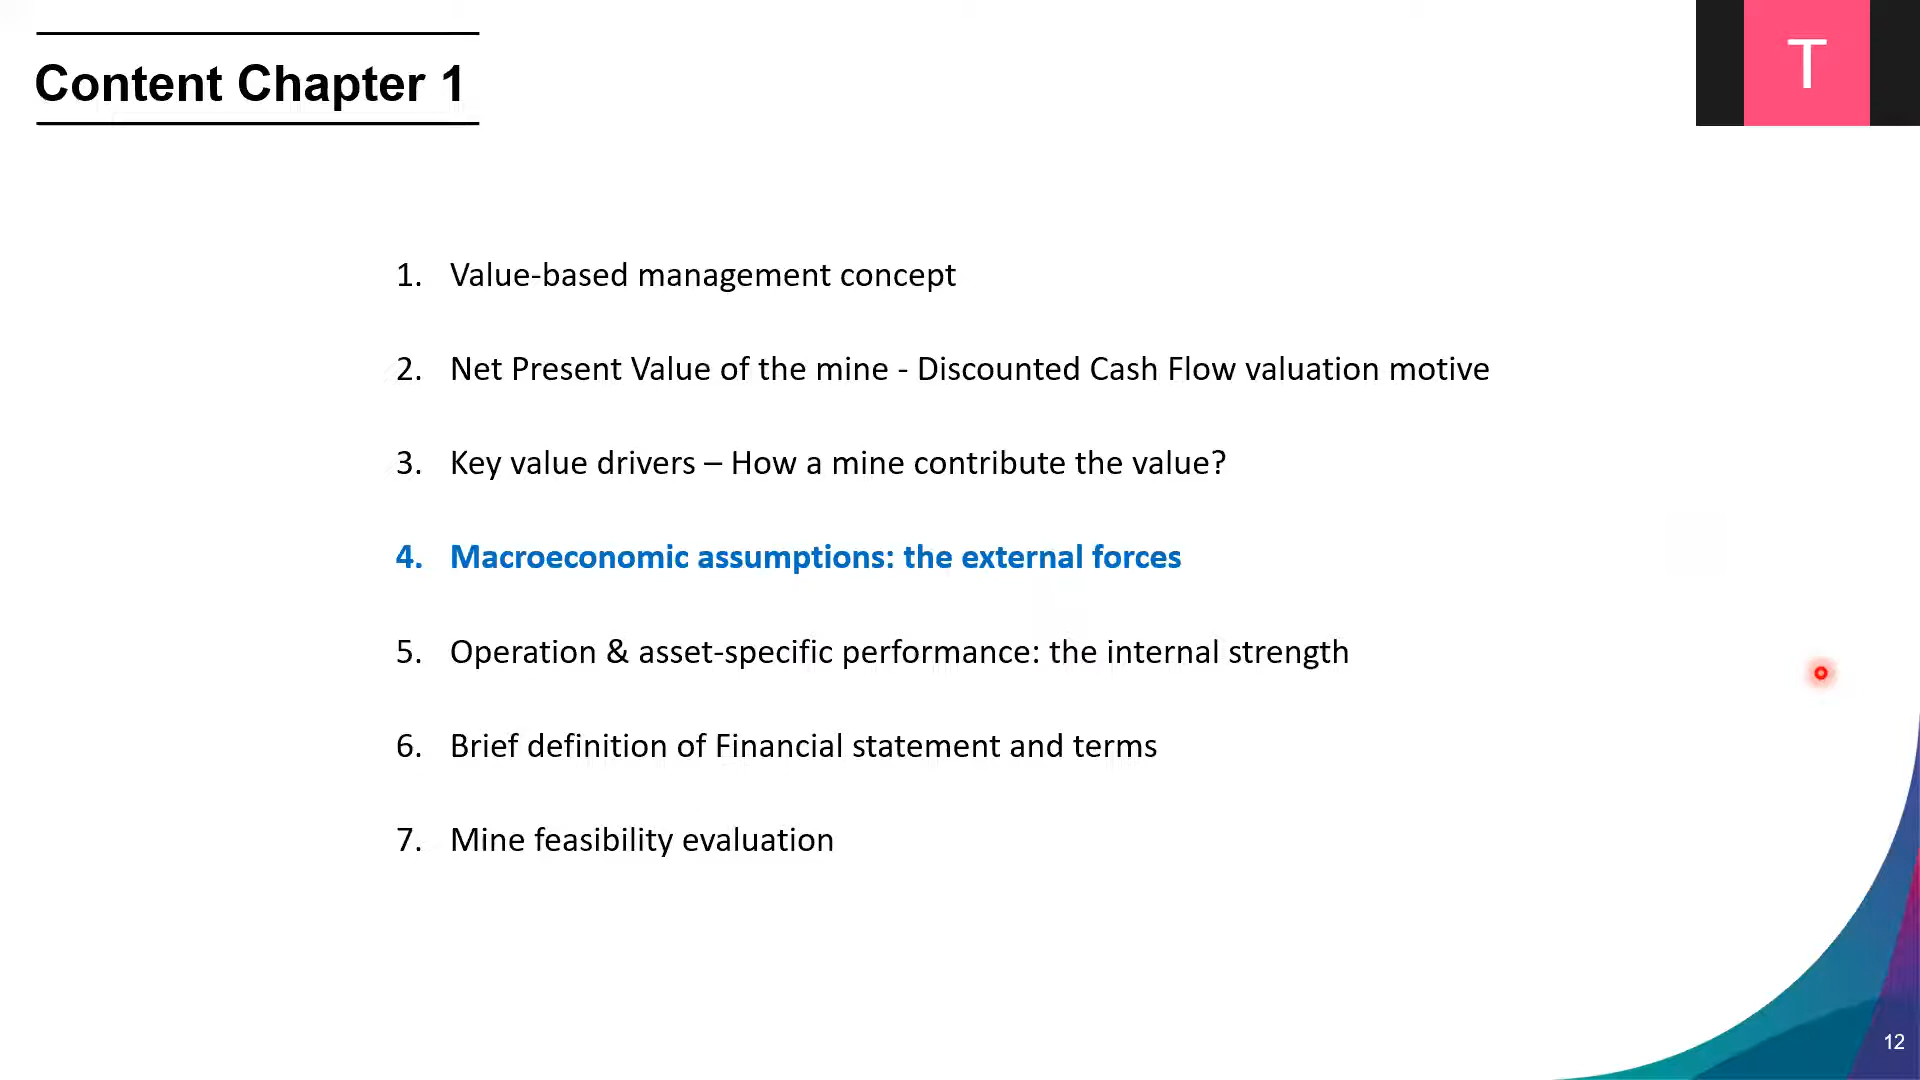 Content Chapter 1
T
1. Value-based management concept
2. Net Present Value of the mine - Discounted Cash Flow valuation motive
3. Key value drivers – How a mine contribute the value?
4. Macroeconomic assumptions: the external forces
5. Operation & asset-specific performance: the internal strength
6. Brief definition of Financial statement and terms
7. Mine feasibility evaluation
12